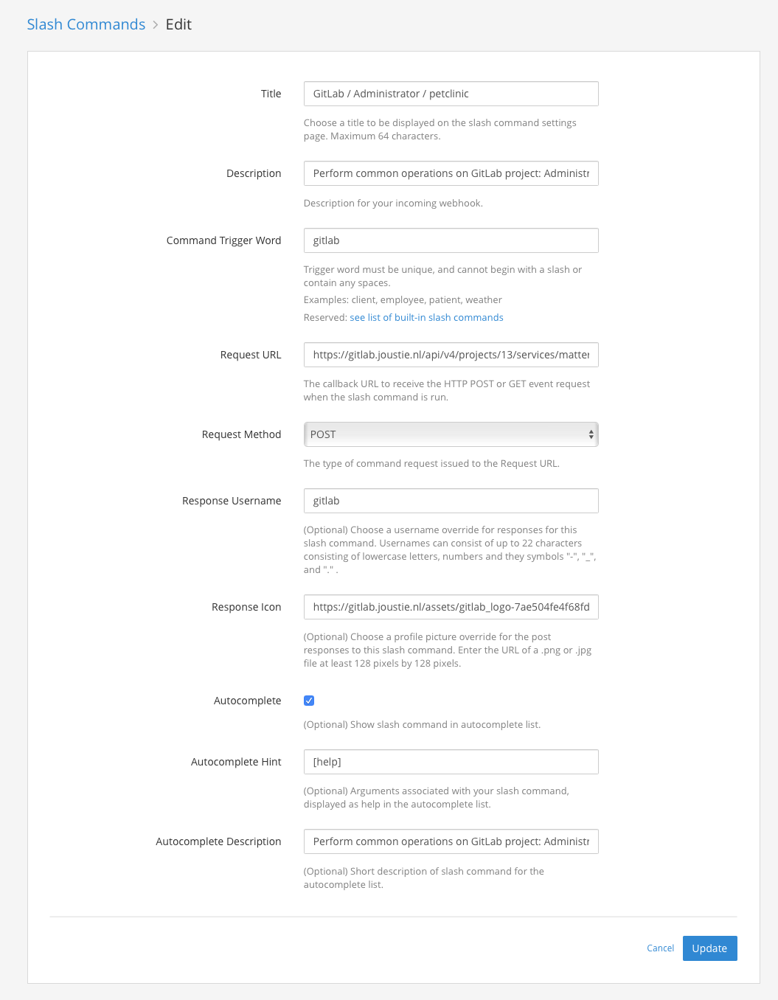 Slash Commands > Edit
Title
GitLab / Administrator / petclinic
Choose a title to be displayed on the slash command settings
page. Maximum 64 characters.
Description
Perform common operations on GitLab project: Administr
Description for your incoming webhook.
Command Trigger Word
gitlab
Trigger word must be unique, and cannot begin with a slash or
contain any spaces.
Examples: client, employee, patient, weather
Reserved: see list of built-in slash commands
Request URL
https://gitlab.joustie.nl/api/v4/projects/13/services/matter
The callback URL to receive the HTTP POST or GET event request
when the slash command is run.
Request Method
POST
The type of command request issued to the Request URL.
Response Username
gitlab
(Optional) Choose a username override for responses for this
slash command. Usernames can consist of up to 22 characters
consisting of lowercase letters, numbers and they symbols "-", "_",
and "." .
Response Icon
https://gitlab.joustie.nl/assets/gitlab_logo-7ae504fe4f68fd
(Optional) Choose a profile picture override for the post
responses to this slash command. Enter the URL of a .png or .jpg
file at least 128 pixels by 128 pixels.
Autocomplete
(Optional) Show slash command in autocomplete list.
Autocomplete Hint
[help]
(Optional) Arguments associated with your slash command,
displayed as help in the autocomplete list.
Autocomplete Description
Perform common operations on GitLab project: Administr
(Optional) Short description of slash command for the
autocomplete list.
Cancel
Update